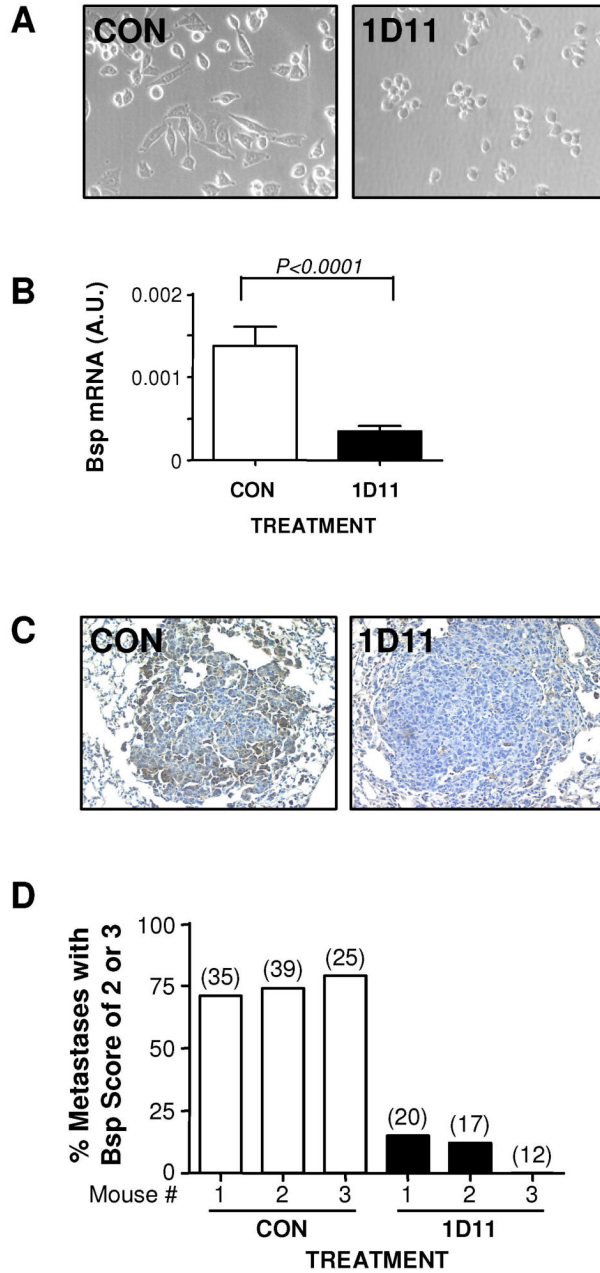 A
CON
1D11
B
P<0.0001
Bsp mRNA (A.U.)
0.002
0.001
0
CON
1D11
TREATMENT
C
CON
1D11
D
% Metastases with
Bsp Score of 2 or 3
100
75
50
25
0
(35)
(39)
(25)
(20)
(17)
(12)
Mouse # 1 2 3 1 2 3
CON 1D11
TREATMENT